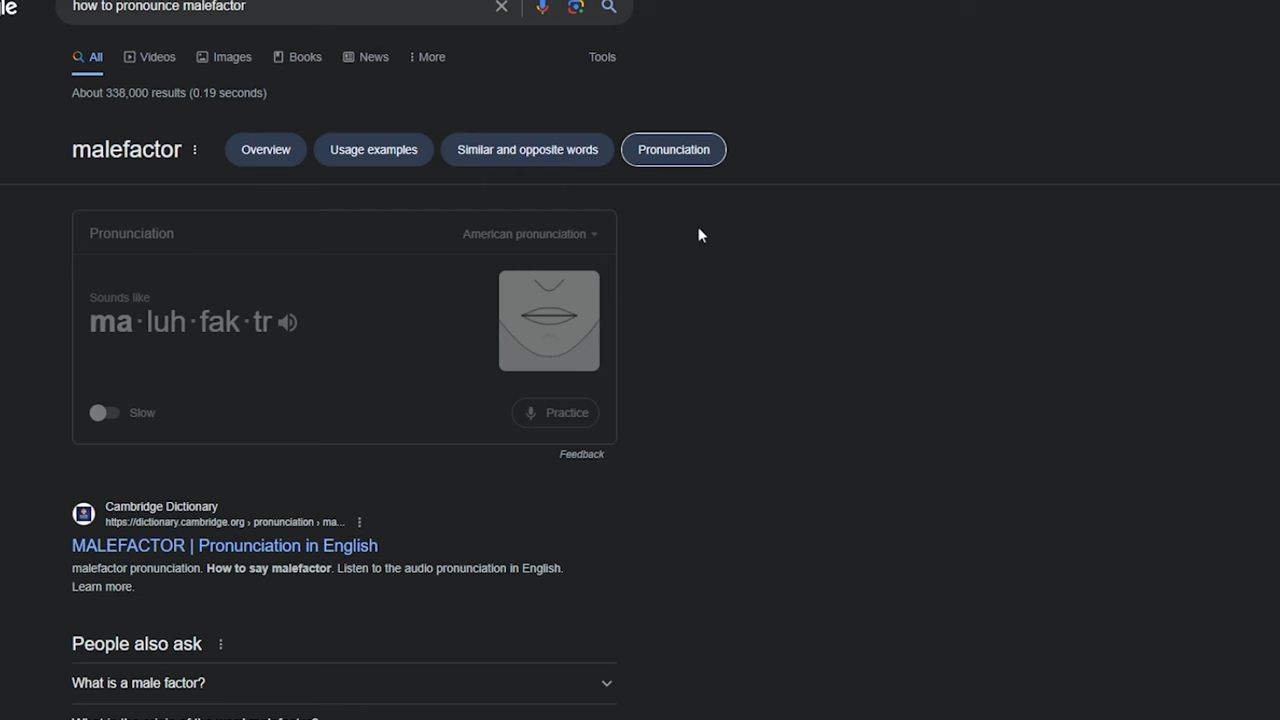 le how to pronounce malefactor
All Videos Images Books News More Tools
About 338,000 results (0.19 seconds)
malefactor Overview Usage examples Similar and opposite words Pronunciation
Pronunciation American pronunciation
Sounds like
ma·luh·fak·tr
Slow Practice
Feedback
Cambridge Dictionary
https://dictionary.cambridge.org › pronunciation › ma...
MALEFACTOR | Pronunciation in English
malefactor pronunciation. How to say malefactor. Listen to the audio pronunciation in English.
Learn more.
People also ask
What is a male factor?